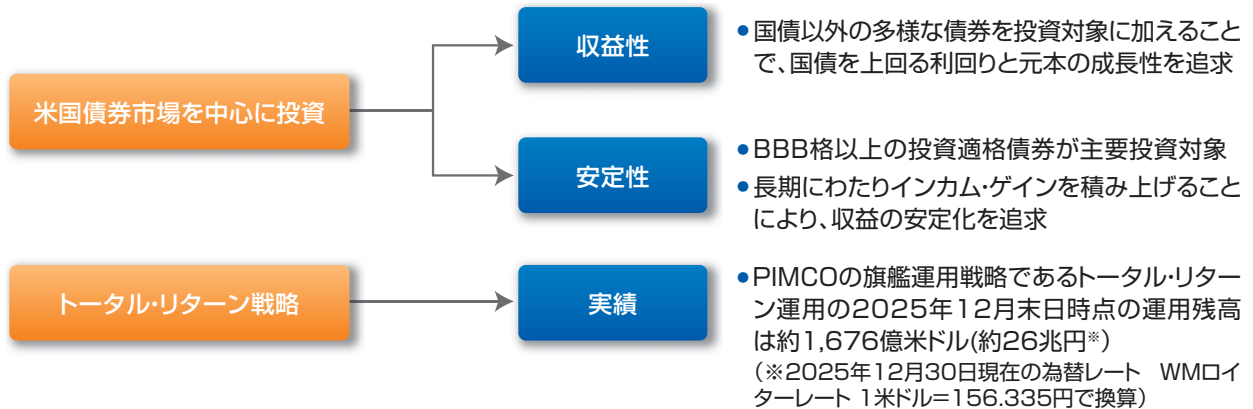 米国債券市場を中心に投資
収益性
●国債以外の多様な債券を投資対象に加えること
で、国債を上回る利回りと元本の成長性を追求
安定性
●BBB格以上の投資適格債券が主要投資対象
●長期にわたりインカム・ゲインを積み上げること
により、収益の安定化を追求
トータル・リターン戦略
実績
●PIMCOの旗艦運用戦略であるトータル・リター
ン運用の2025年12月末日時点の運用残高
は約1,676億米ドル(約26兆円※)
(※2025年12月30日現在の為替レート　WMロイ
ターレート 1米ドル=156.335円で換算)